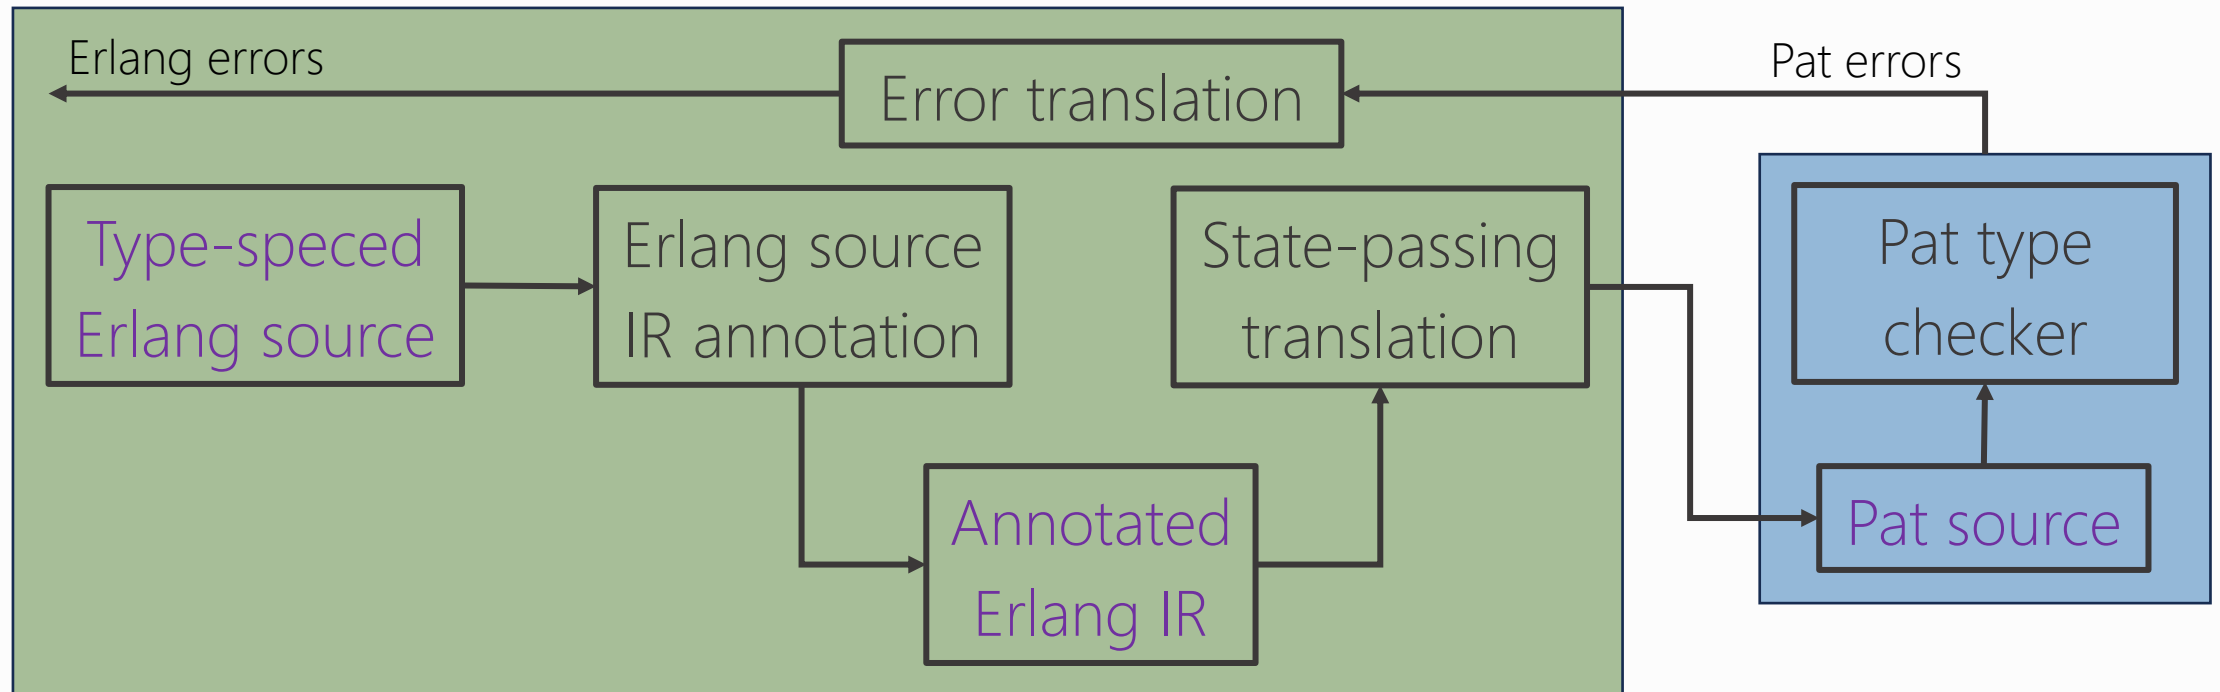 Erlang errors
Error translation
Pat errors
Type-speced
Erlang source
Erlang source
IR annotation
State-passing
translation
Pat type
checker
Annotated
Erlang IR
Pat source